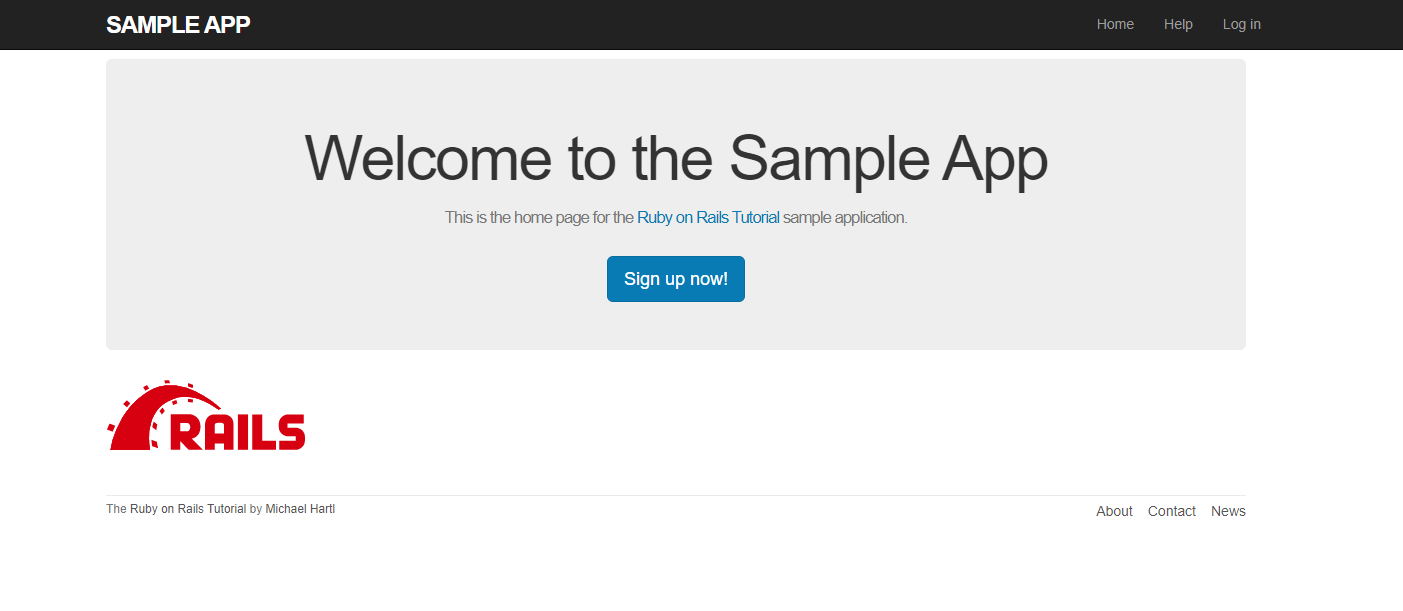 SAMPLE APP Home Help Log in
Welcome to the Sample App
This is the home page for the Ruby on Rails Tutorial sample application.
Sign up now!
RAILS
The Ruby on Rails Tutorial by Michael Hartl About Contact News